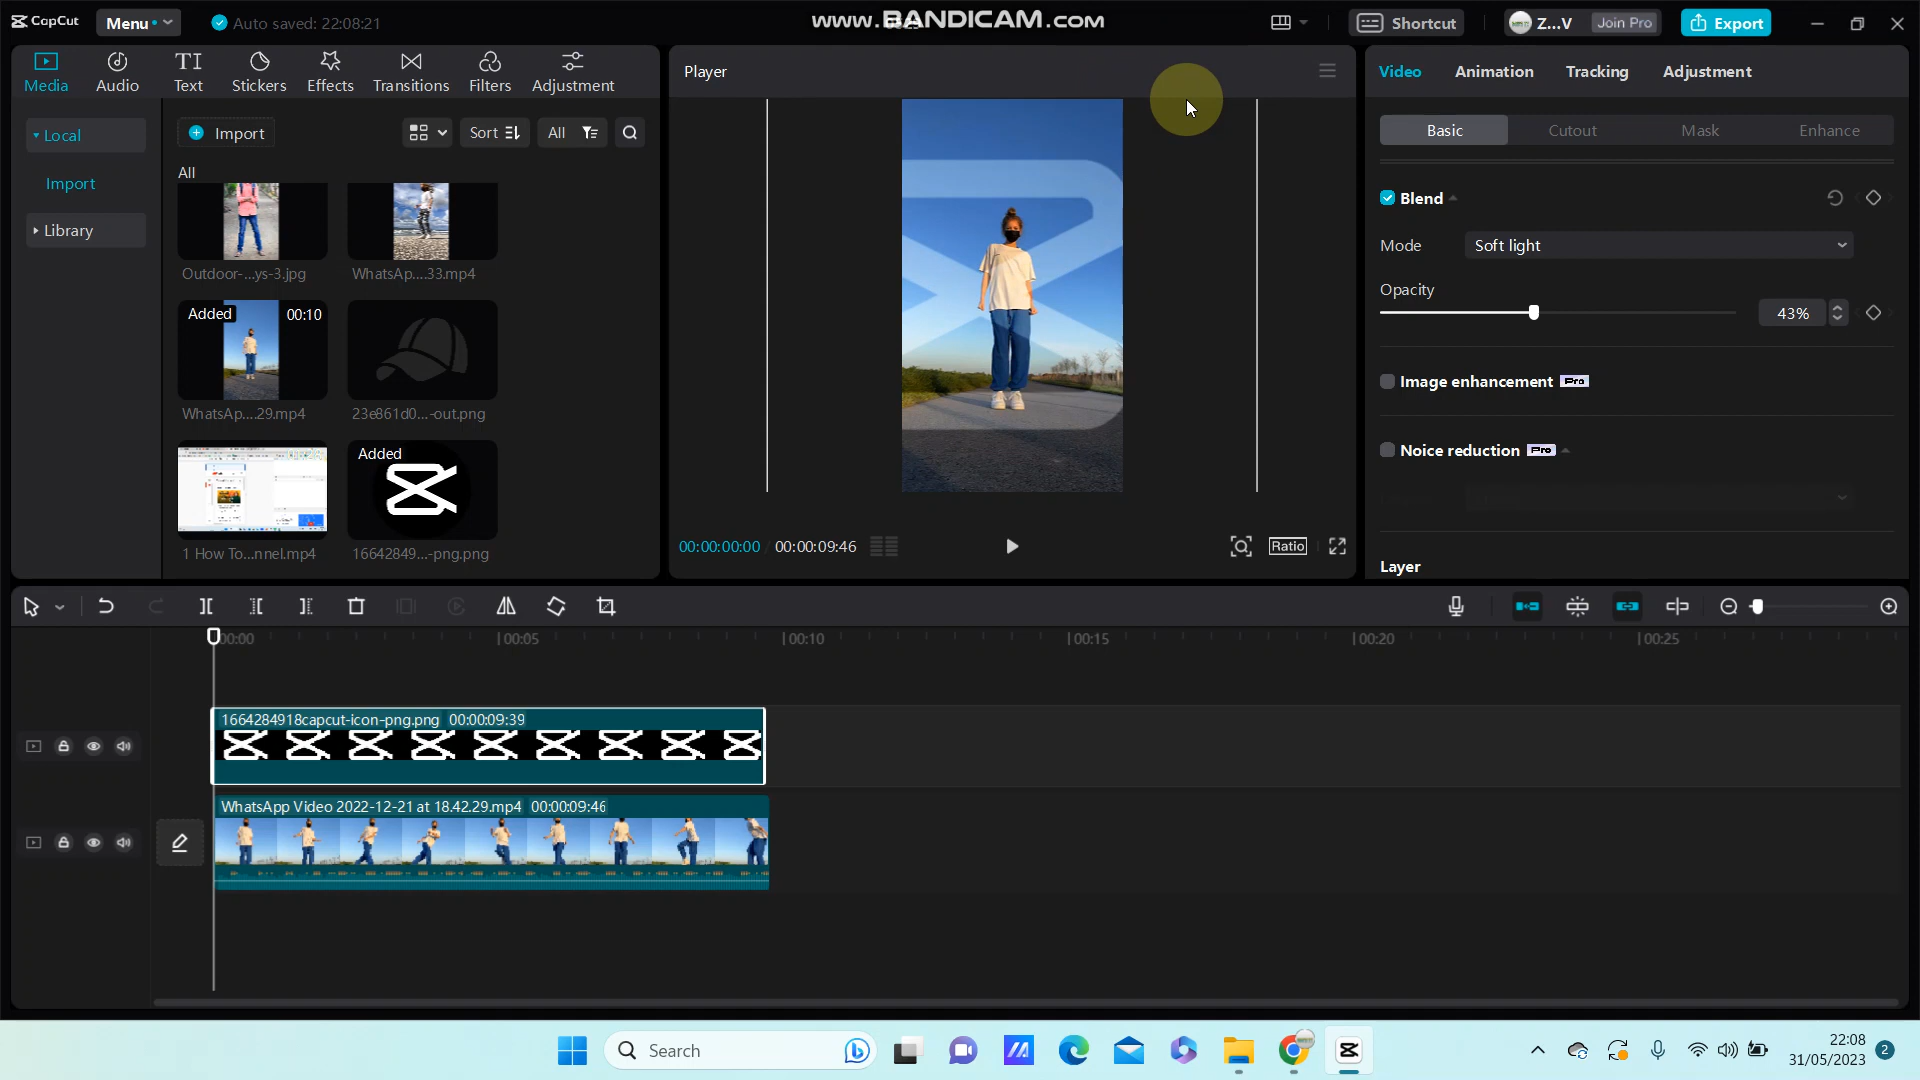 CapCut
Menu
Auto saved: 22:08:21
www.BANDICAM.com
Shortcut
Z...V
Join Pro
Export
Media
Audio
Text
Stickers
Effects
Transitions
Filters
Adjustment
Player
Video
Animation
Tracking
Adjustment
Local
Import
Library
Import
Sort
All
All
Outdoor-...ys-3.jpg
WhatsAp....33.mp4
Added
00:10
WhatsAp....29.mp4
23e861d0...-out.png
1 How To...nnel.mp4
Added
16642849...-png.png
00:00:00:00
00:00:09:46
Ratio
Basic
Cutout
Mask
Enhance
Blend
Mode
Soft light
Opacity
43%
Image enhancement
Pro
Noice reduction
Pro
Layer
00:00
00:05
00:10
00:15
00:20
00:25
1664284918capcut-icon-png.png 00:00:09:39
WhatsApp Video 2022-12-21 at 18.42.29.mp4 00:00:09:46
Search
22:08
31/05/2023
2